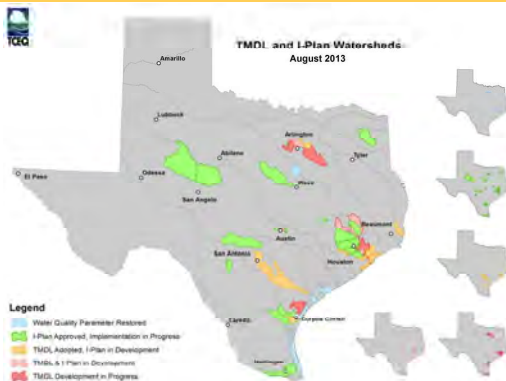 TCEQ
TMDL and I-Plan Watersheds
August 2013
Amarillo
Lubbock
Arlington
Abilene
Tyler
El Paso
Odessa
Waco
San Angelo
Beaumont
Austin
Houston
San Antonio
Laredo
Corpus Christi
Harlingen
Legend
Water Quality Parameter Restored
I-Plan Approved, Implementation in Progress
TMDL Adopted, I-Plan in Development
TMDL & I-Plan in Development
TMDL Development in Progress